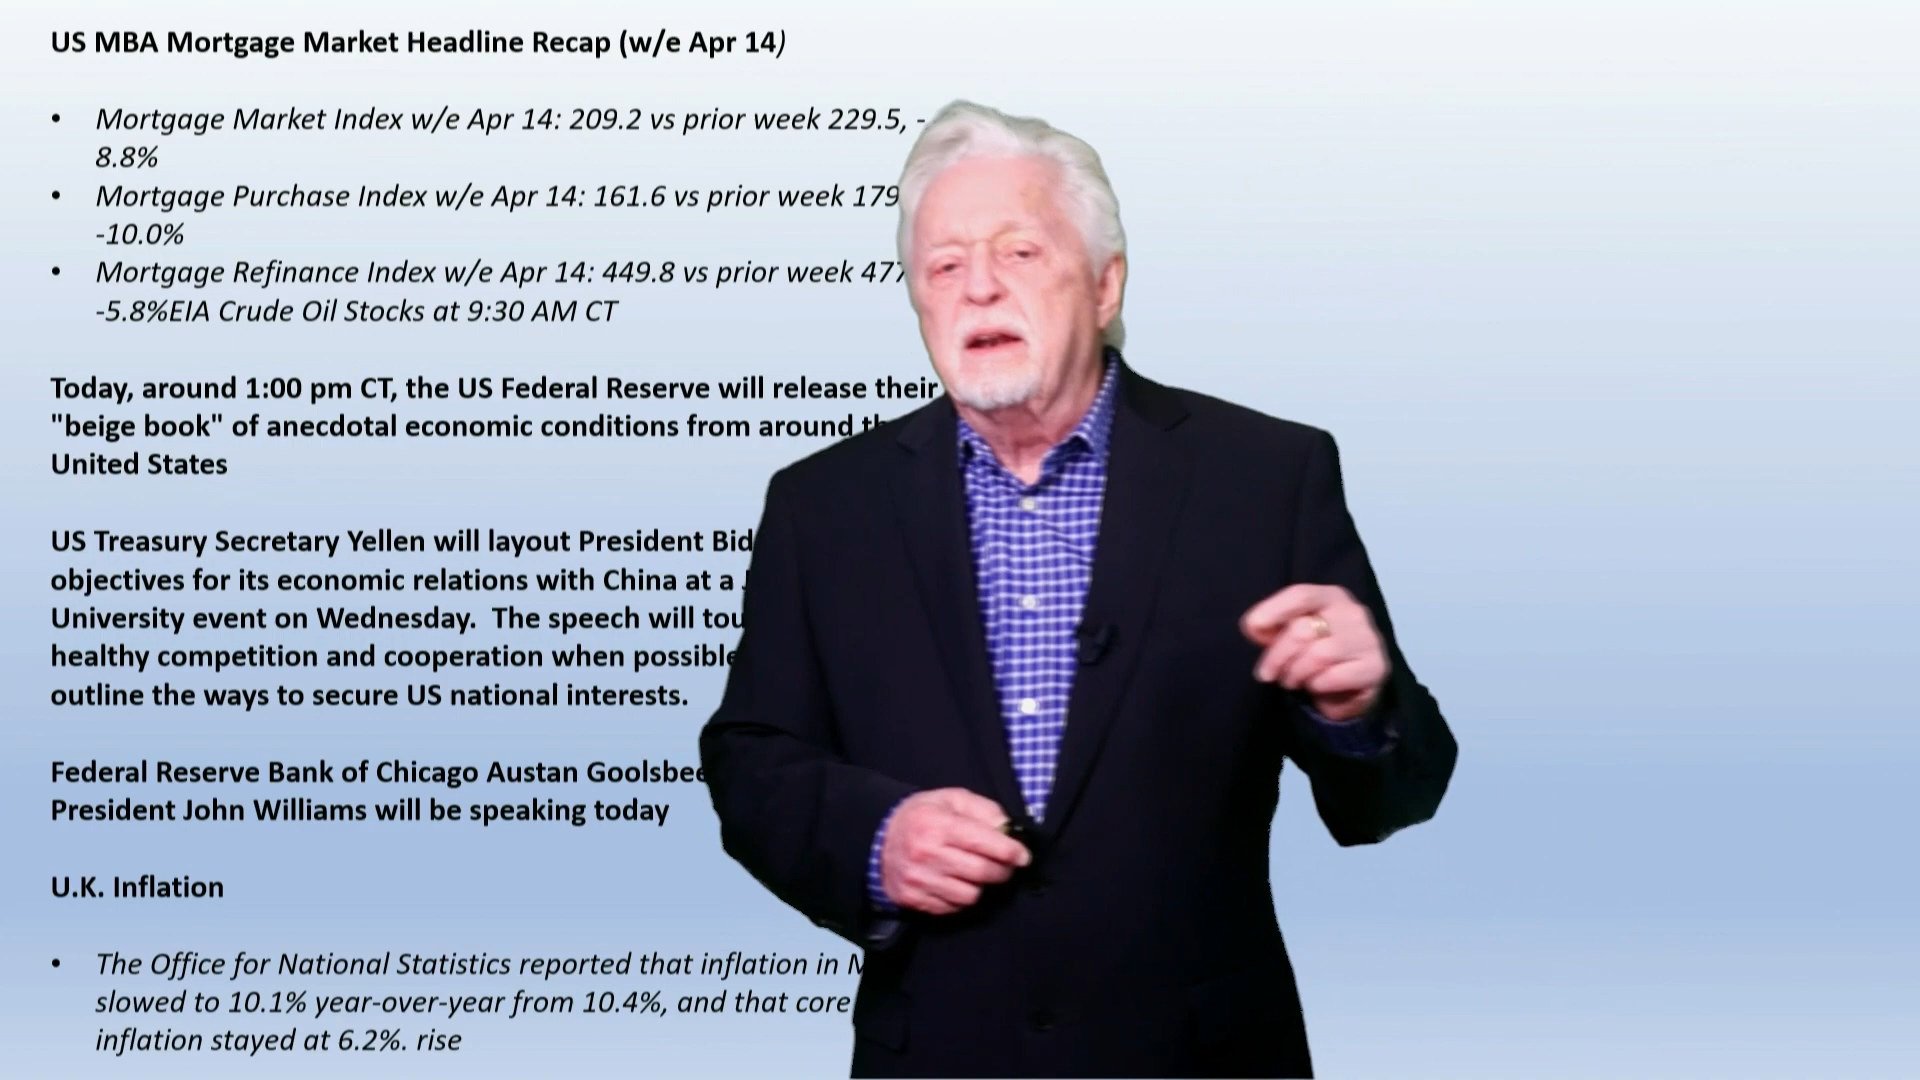 US MBA Mortgage Market Headline Recap (w/e Apr 14)
• Mortgage Market Index w/e Apr 14: 209.2 vs prior week 229.5, -
8.8%
• Mortgage Purchase Index w/e Apr 14: 161.6 vs prior week 179
-10.0%
• Mortgage Refinance Index w/e Apr 14: 449.8 vs prior week 477
-5.8%EIA Crude Oil Stocks at 9:30 AM CT
Today, around 1:00 pm CT, the US Federal Reserve will release their
"beige book" of anecdotal economic conditions from around
United States
US Treasury Secretary Yellen will layout President
objectives for its economic relations with China at a
University event on Wednesday.  The speech will
healthy competition and cooperation when possible
outline the ways to secure US national interests.
Federal Reserve Bank of Chicago Austan Goolsbee
President John Williams will be speaking today
U.K. Inflation
• The Office for National Statistics reported that inflation in
slowed to 10.1% year-over-year from 10.4%, and that core
inflation stayed at 6.2%. rise